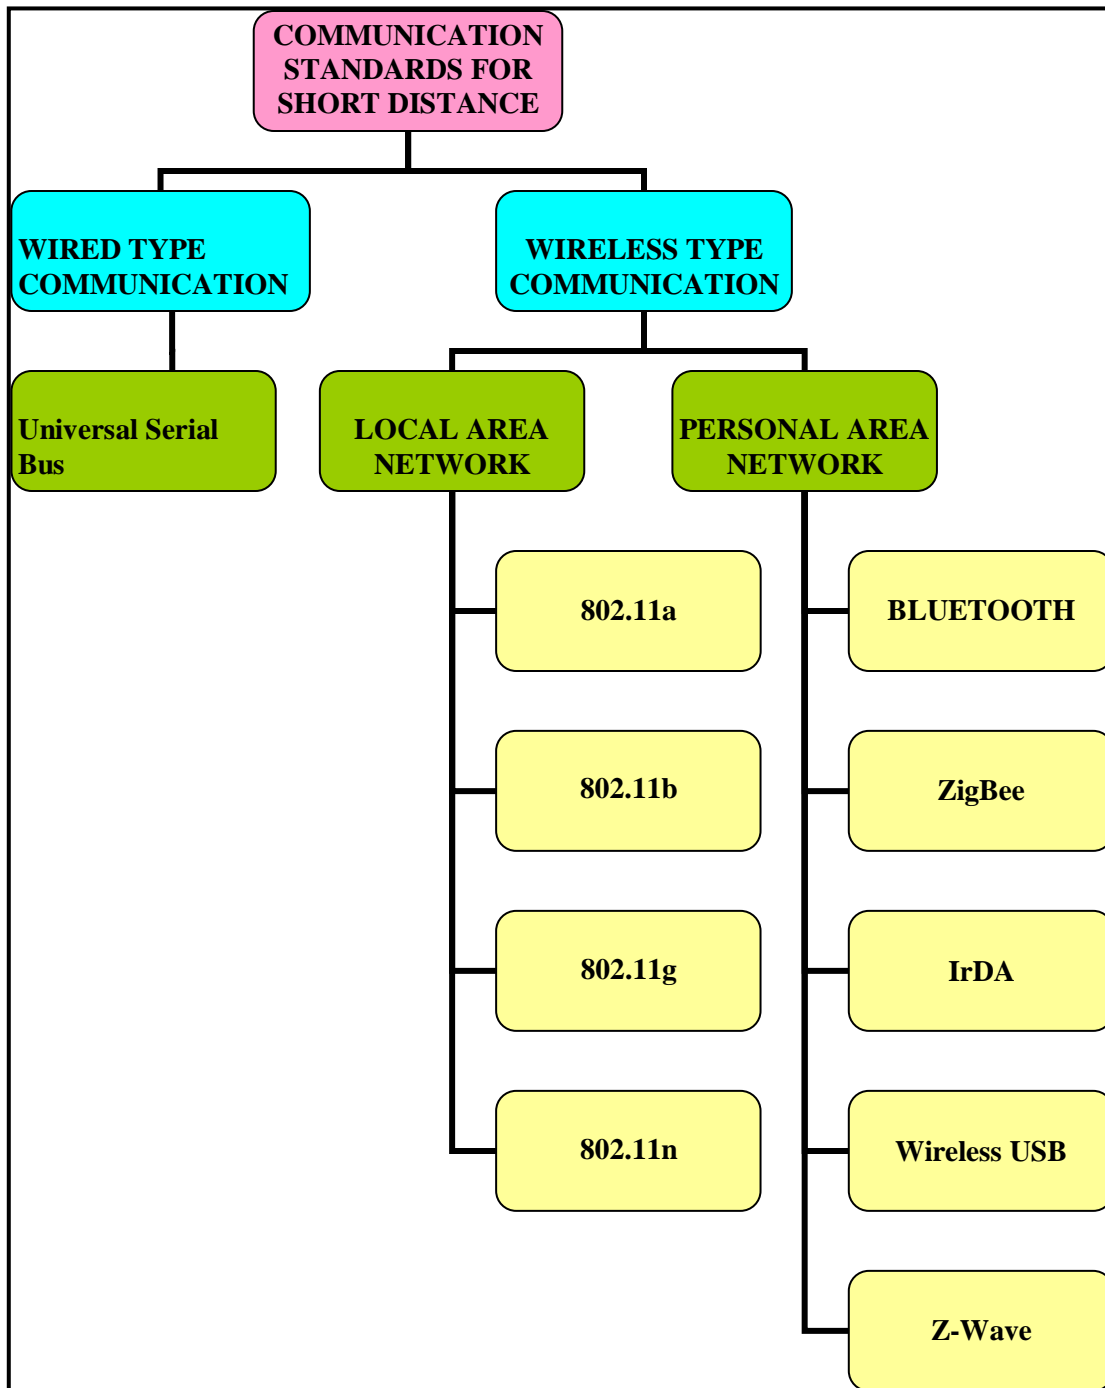 COMMUNICATION
STANDARDS FOR
SHORT DISTANCE
WIRED TYPE
COMMUNICATION
WIRELESS TYPE
COMMUNICATION
Universal Serial
Bus
LOCAL AREA
NETWORK
PERSONAL AREA
NETWORK
802.11a
BLUETOOTH
802.11b
ZigBee
802.11g
IrDA
802.11n
Wireless USB
Z-Wave